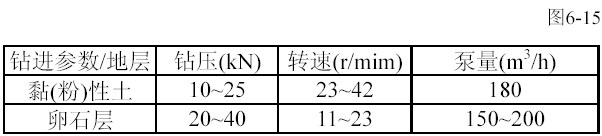 图6-15
钻进参数/地层 钻压(kN) 转速(r/mim) 泵量(m³/h)
黏(粉)性土 10~25 23~42 180
卵石层 20~40 11~23 150~200